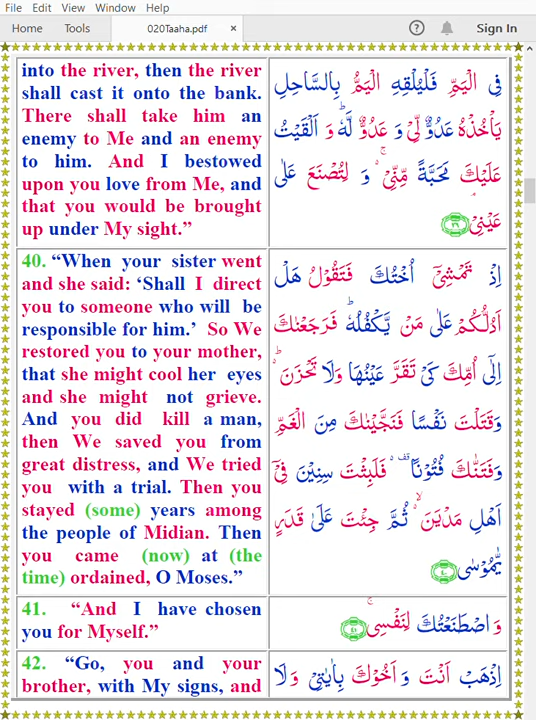 File Edit View Window Help
Home Tools 020Taaha.pdf × ? Sign In
into the river, then the river
shall cast it onto the bank.
There shall take him an
enemy to Me and an enemy
to him. And I bestowed
upon you love from Me, and
that you would be brought
up under My sight.”
فِى الْيَمِّ فَلْيُلْقِهِ الْيَمُّ بِالسَّاحِلِ
يَاْخُذْهُ عَدُوٌّ لِّىْ وَ عَدُوٌّ لَّهٗ ؕ وَ اَلْقَيْتُ
عَلَيْكَ مَحَبَّةً مِّنِّىْ ۚ وَ لِتُصْنَعَ عَلٰى
عَيْنِىْ ۘ ﴿٣٩﴾
40. “When your sister went
and she said: ‘Shall I direct
you to someone who will be
responsible for him.’ So We
restored you to your mother,
that she might cool her eyes
and she might not grieve.
And you did kill a man,
then We saved you from
great distress, and We tried
you with a trial. Then you
stayed (some) years among
the people of Midian. Then
you came (now) at (the
time) ordained, O Moses.”
اِذْ تَمْشِىْۤ اُخْتُكَ فَتَقُوْلُ هَلْ
اَدُلُّكُمْ عَلٰى مَنْ يَّكْفُلُهٗ ؕ فَرَجَعْنٰكَ
اِلٰٓى اُمِّكَ كَىْ تَقَرَّ عَيْنُهَا وَلَا تَحْزَنَ ؕ
وَقَتَلْتَ نَفْسًا فَنَجَّيْنٰكَ مِنَ الْغَمِّ
وَفَتَنّٰكَ فُتُوْنًا ۫ فَلَبِثْتَ سِنِيْنَ فِىْۤ
اَهْلِ مَدْيَنَ ۙ ثُمَّ جِئْتَ عَلٰى قَدَرٍ
يّٰمُوْسٰى ﴿٤٠﴾
41. “And I have chosen
you for Myself.”
وَ اصْطَنَعْتُكَ لِنَفْسِىْ ۚ ﴿٤١﴾
42. “Go, you and your
brother, with My signs, and
اِذْهَبْ اَنْتَ وَ اَخُوْكَ بِاٰيٰتِىْ وَ لَا